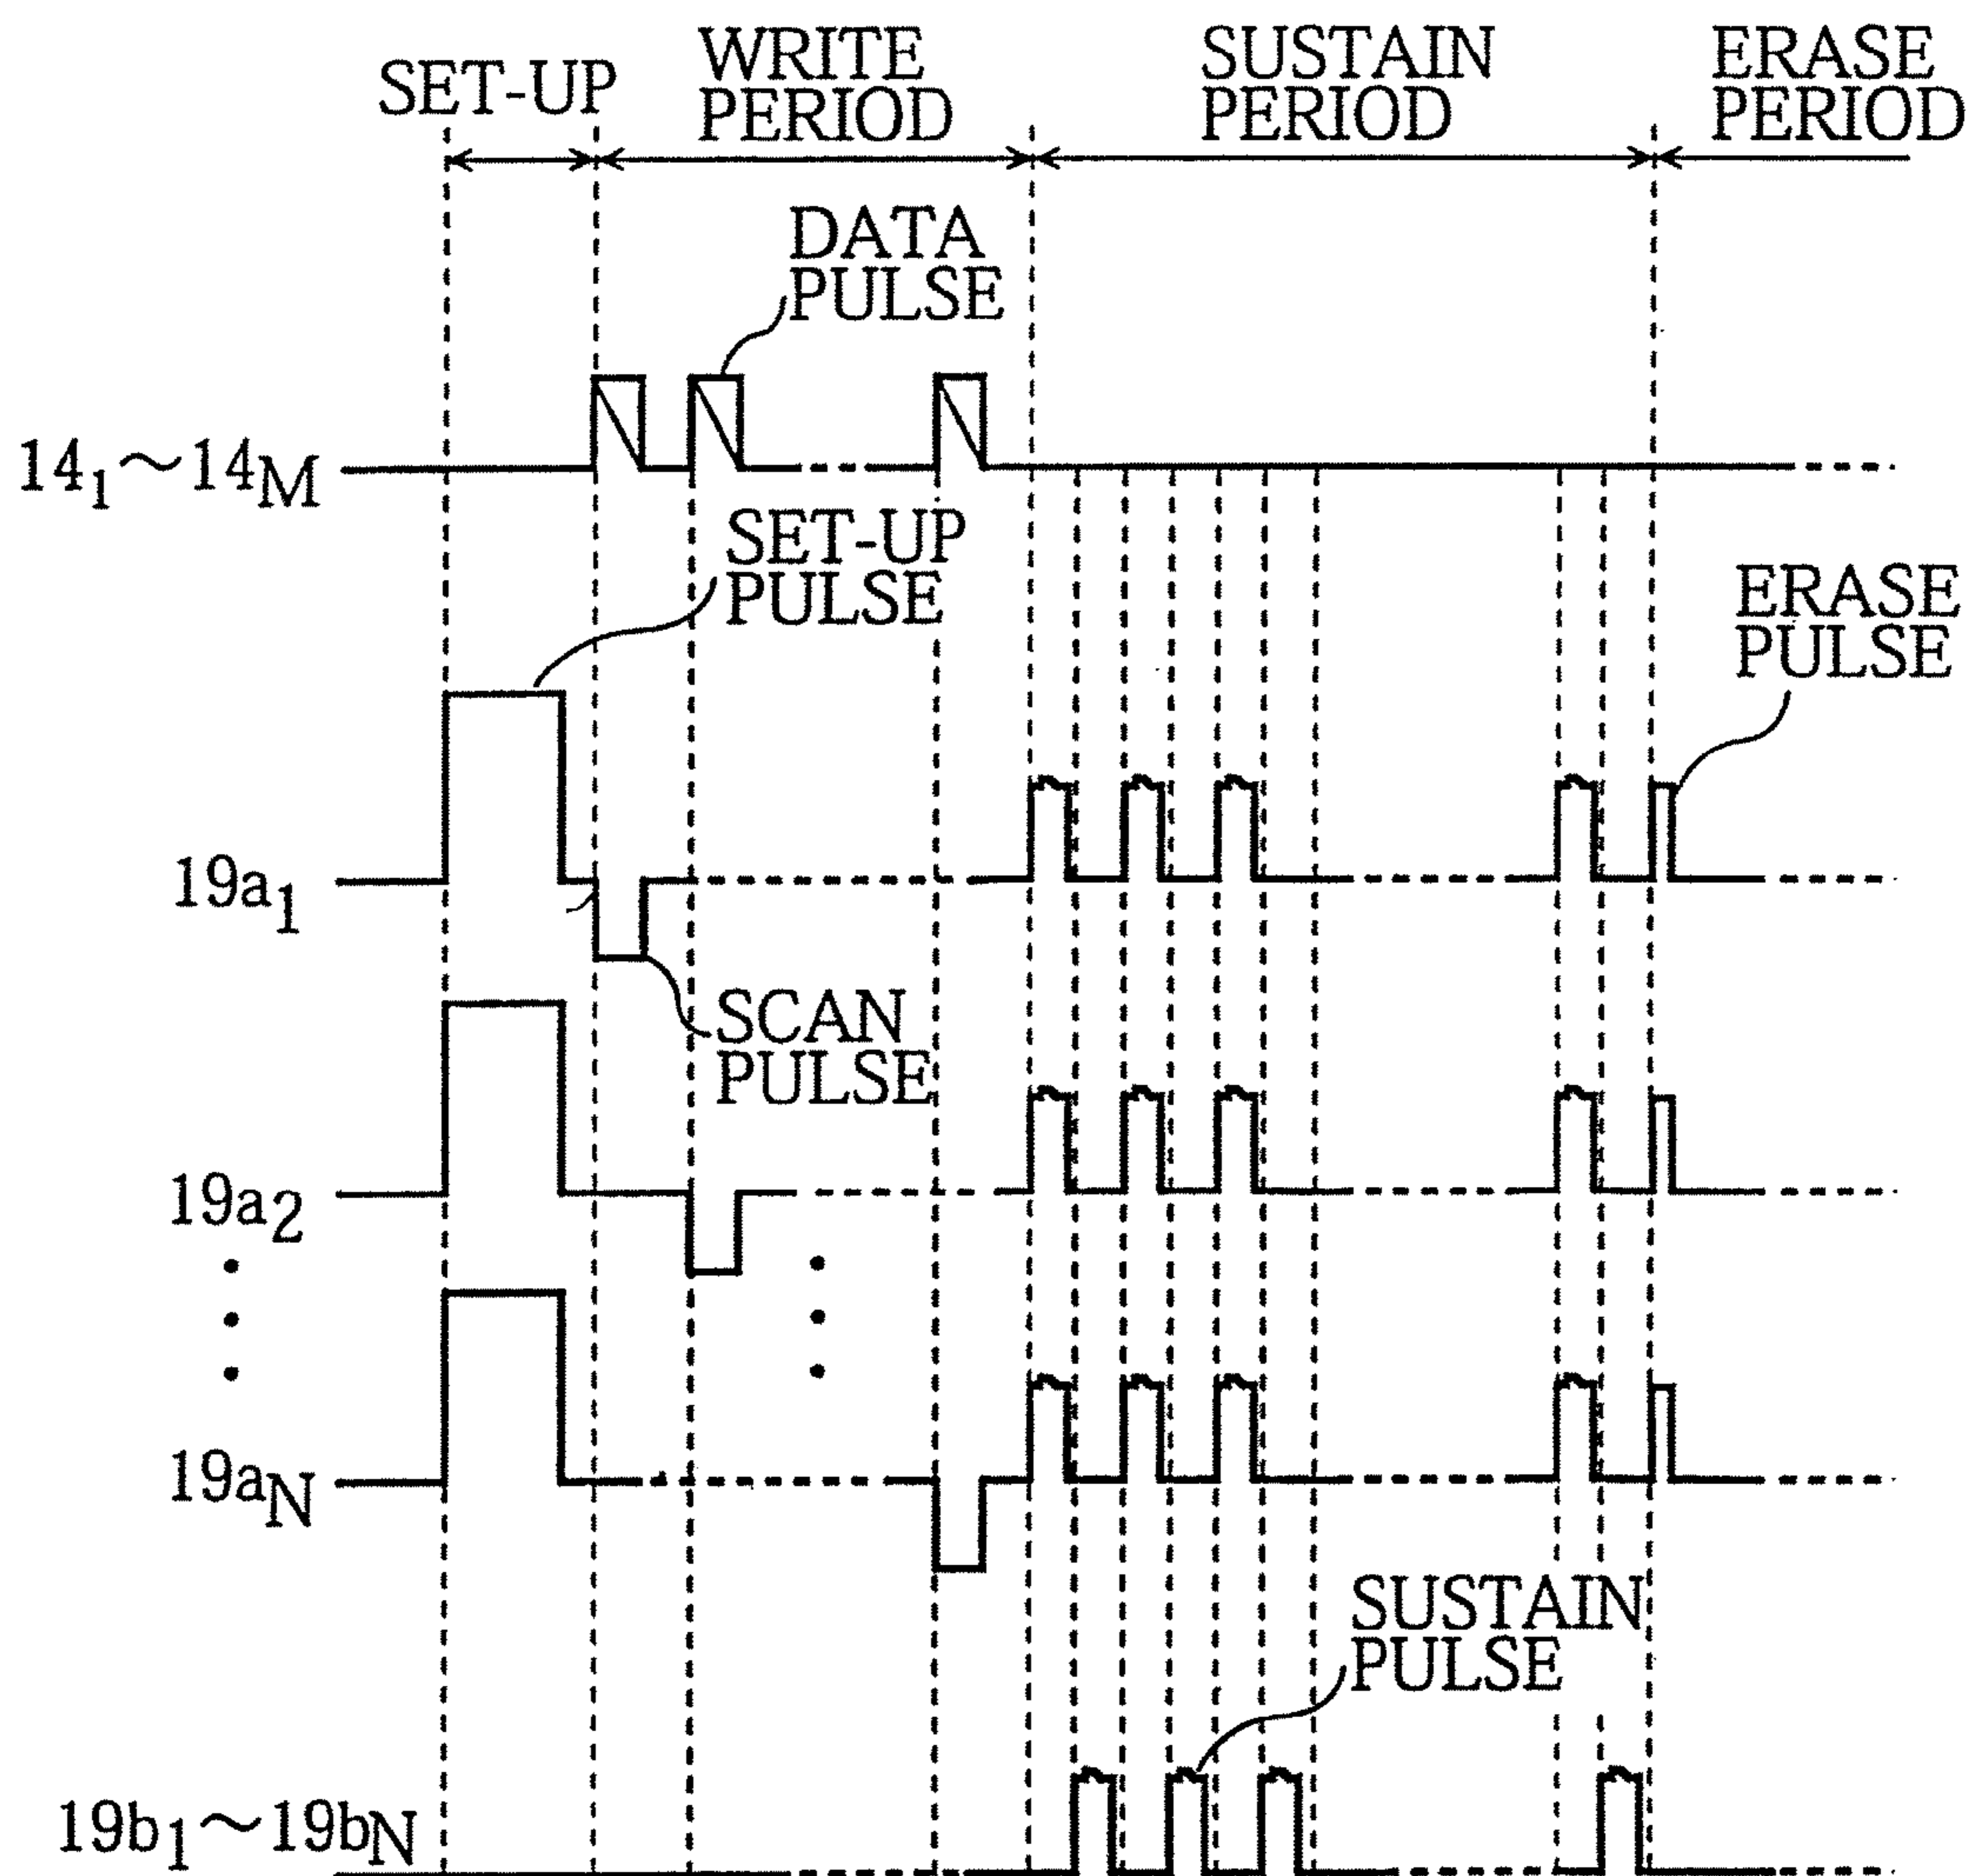 SET-UP
WRITE
PERIOD
SUSTAIN
PERIOD
ERASE
PERIOD
DATA
PULSE
14₁～14M
SET-UP
PULSE
ERASE
PULSE
19a₁
SCAN
PULSE
19a₂
19aN
SUSTAIN
PULSE
19b₁～19bN